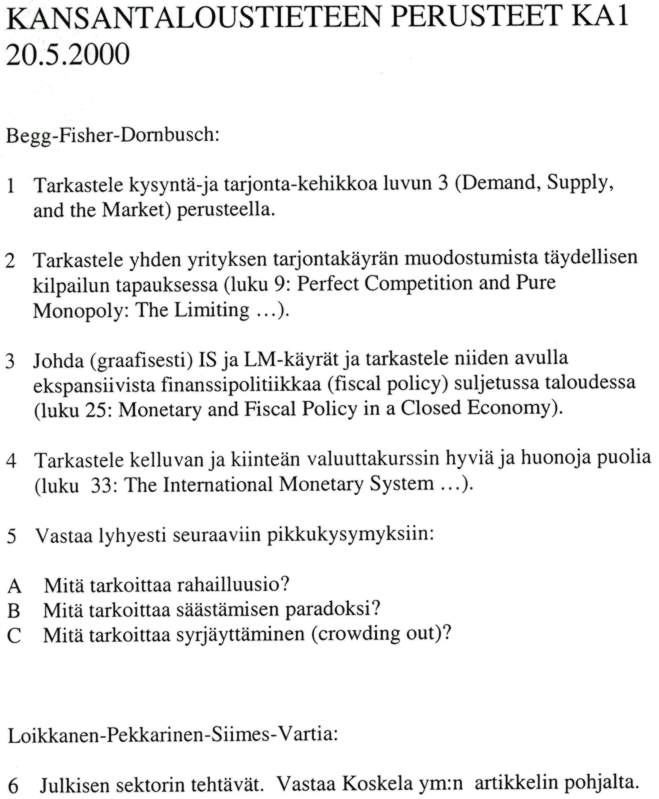 KANSANTALOUSTIETEEN PERUSTEET KA1
20.5.2000
Begg-Fisher-Dornbusch:
1 Tarkastele kysyntä-ja tarjonta-kehikkoa luvun 3 (Demand, Supply,
and the Market) perusteella.
2 Tarkastele yhden yrityksen tarjontakäyrän muodostumista täydellisen
kilpailun tapauksessa (luku 9: Perfect Competition and Pure
Monopoly: The Limiting ...).
3 Johda (graafisesti) IS ja LM-käyrät ja tarkastele niiden avulla
ekspansiivista finanssipolitiikkaa (fiscal policy) suljetussa taloudessa
(luku 25: Monetary and Fiscal Policy in a Closed Economy).
4 Tarkastele kelluvan ja kiinteän valuuttakurssin hyviä ja huonoja puolia
(luku 33: The International Monetary System ...).
5 Vastaa lyhyesti seuraaviin pikkukysymyksiin:
A Mitä tarkoittaa rahailluusio?
B Mitä tarkoittaa säästämisen paradoksi?
C Mitä tarkoittaa syrjäyttäminen (crowding out)?
Loikkanen-Pekkarinen-Siimes-Vartia:
6 Julkisen sektorin tehtävät. Vastaa Koskela ym:n artikkelin pohjalta.